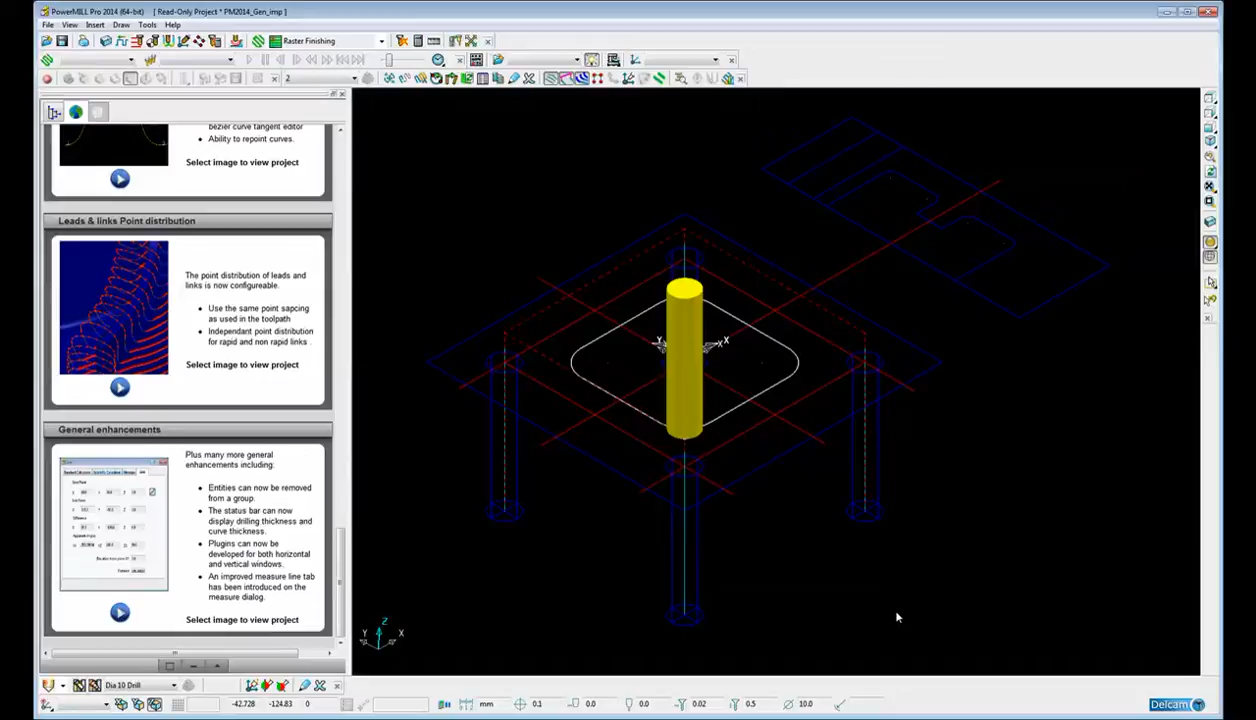 PowerMILL Pro 2014 (64-bit) [ Read-Only Project * PM2014_Gen_imp ]
File View Insert Draw Tools Help
Raster Finishing
2
bezier curve tangent editor
Ability to repoint curves.
Select image to view project
Leads & links Point distribution
The point distribution of leads and
links is now configureable.
Use the same point sapcing
as used in the toolpath
Independant point distribution
for rapid and non rapid links .
Select image to view project
General enhancements
Plus many more general
enhancements including:
Entities can now be removed
from a group.
The status bar can now
display drilling thickness and
curve thickness.
Plugins can now be
developed for both horizontal
and vertical windows.
An improved measure line tab
has been introduced on the
measure dialog.
Select image to view project
Y X X
Z
Y X
Dia 10 Drill
-42.728 -124.83 0 mm 0.1 0.0 0.0 0.02 0.5 10.0
Delcam